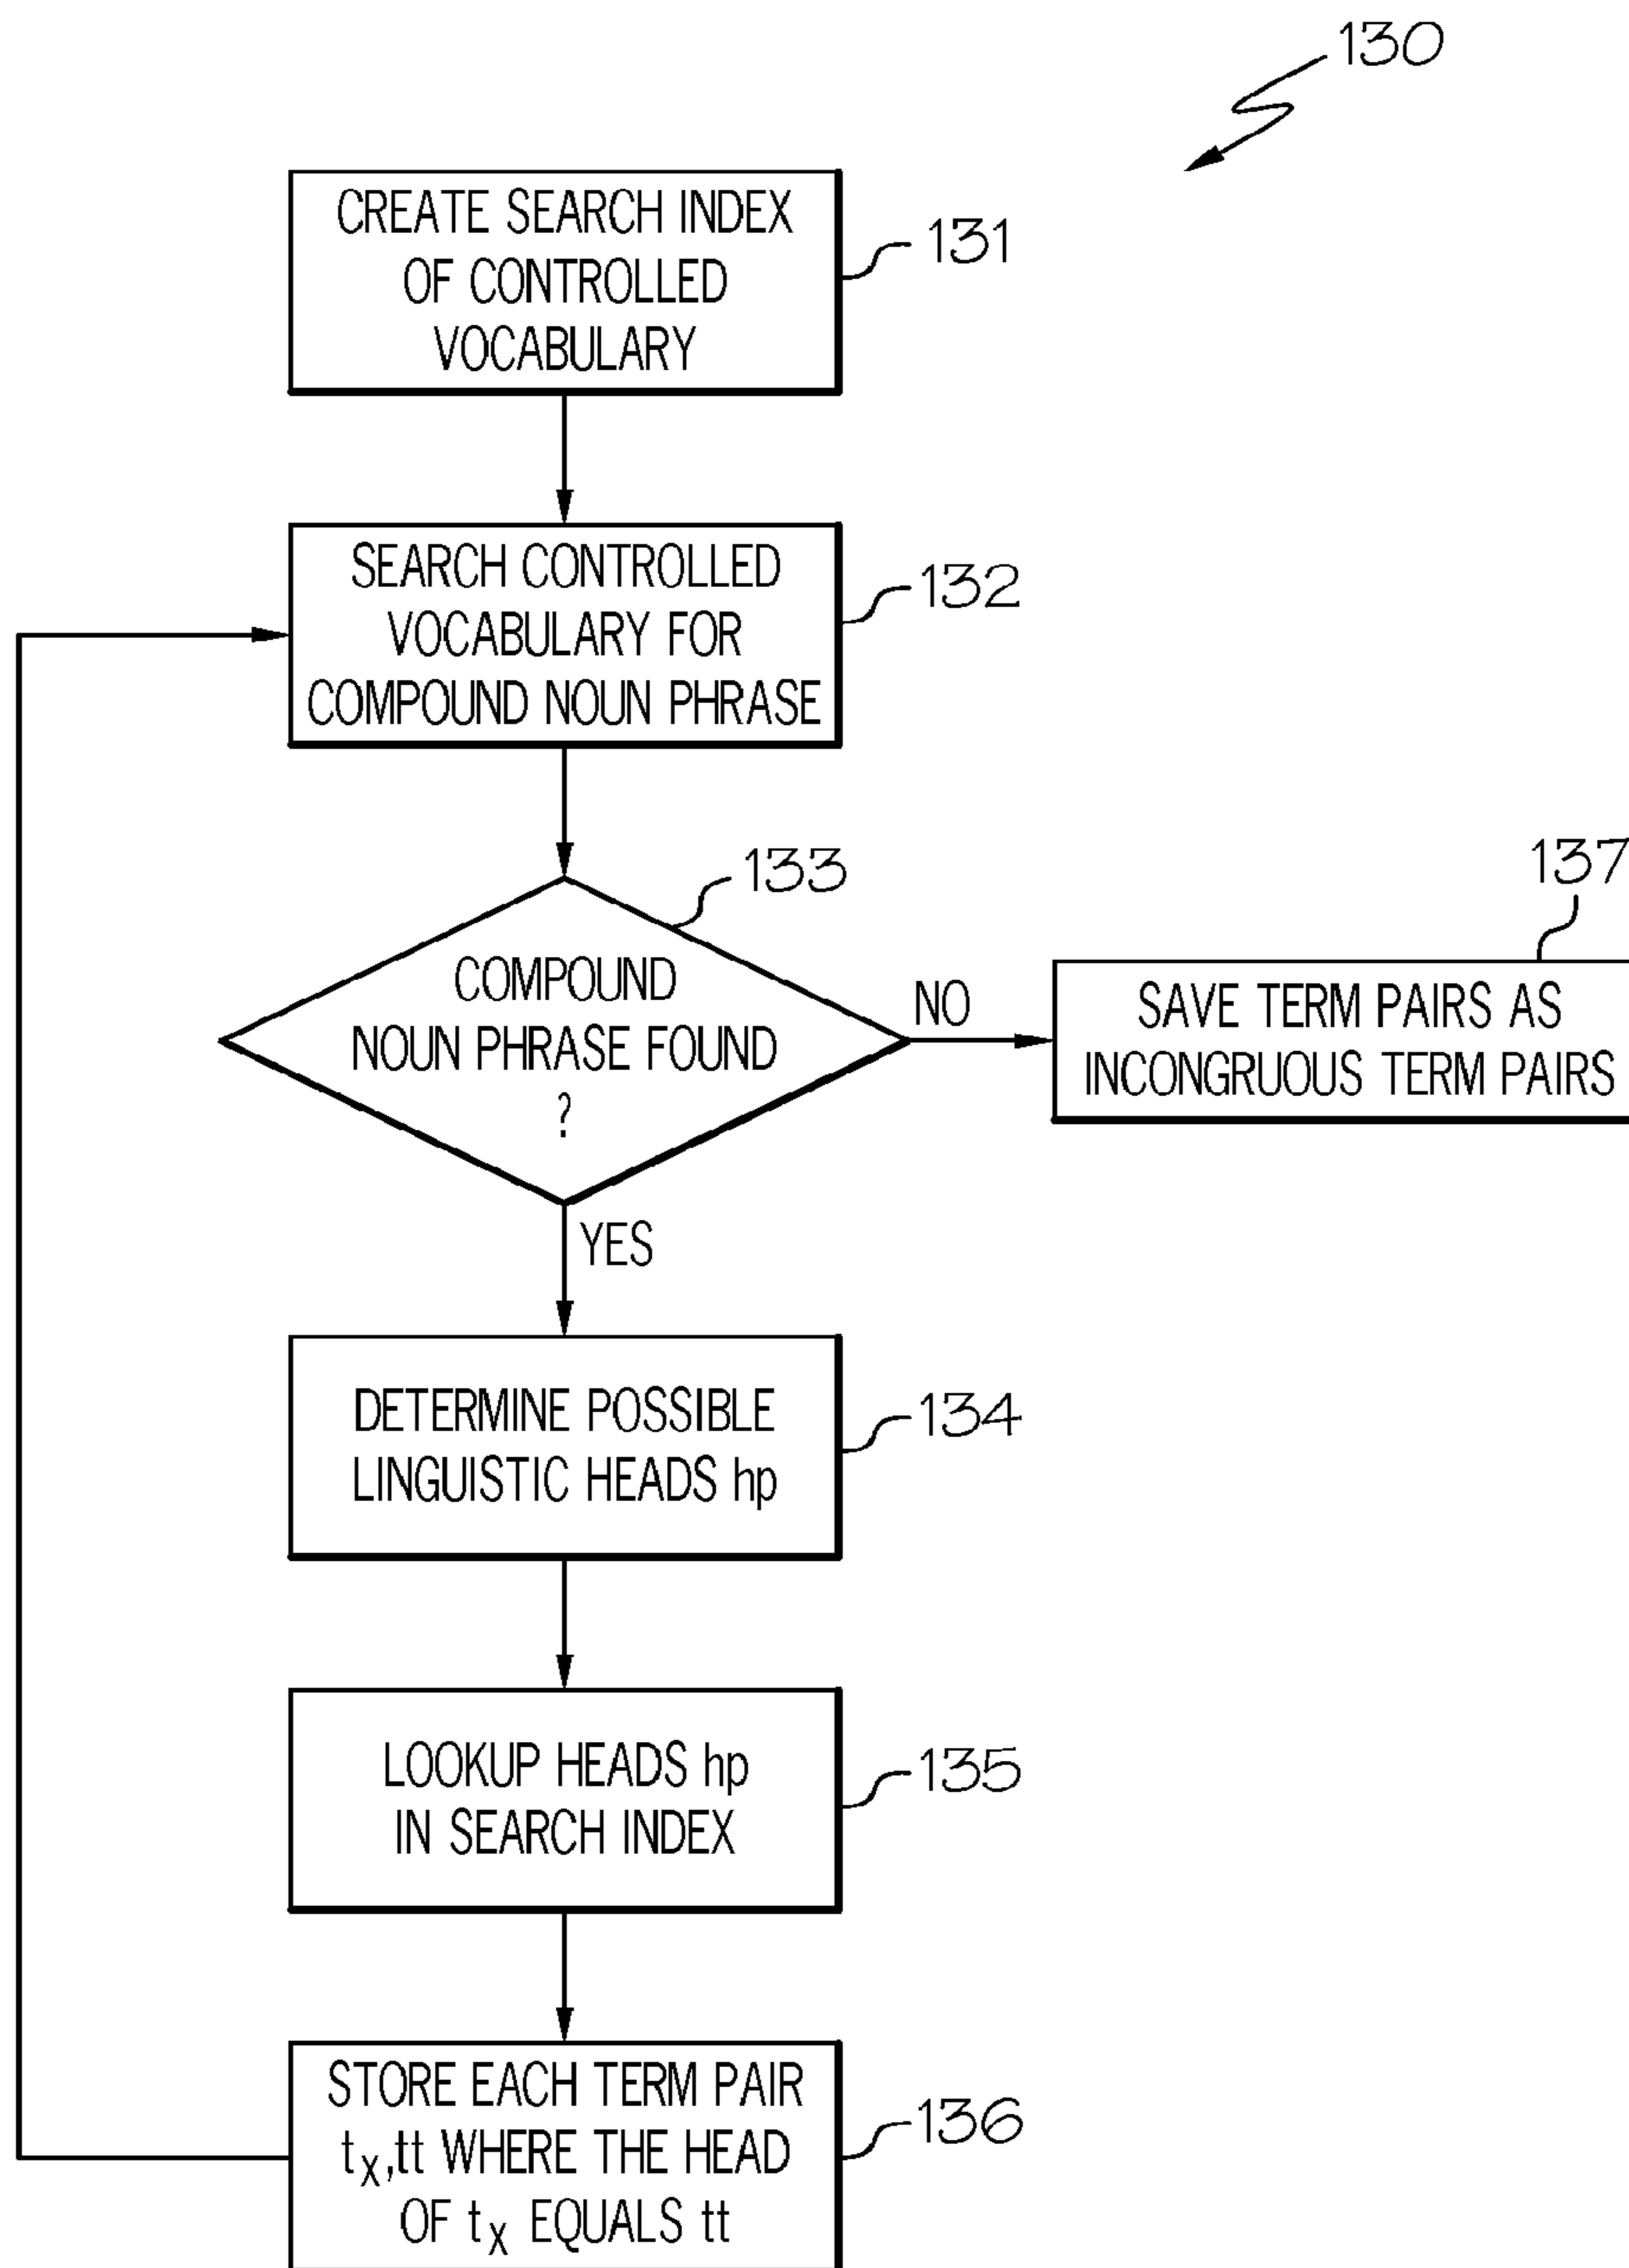 130
CREATE SEARCH INDEX
OF CONTROLLED
VOCABULARY
131
SEARCH CONTROLLED
VOCABULARY FOR
COMPOUND NOUN PHRASE
132
133
COMPOUND
NOUN PHRASE FOUND
?
NO
137
SAVE TERM PAIRS AS
INCONGRUOUS TERM PAIRS
YES
DETERMINE POSSIBLE
LINGUISTIC HEADS hp
134
LOOKUP HEADS hp
IN SEARCH INDEX
135
STORE EACH TERM PAIR
tx,tt WHERE THE HEAD
OF tx EQUALS tt
136